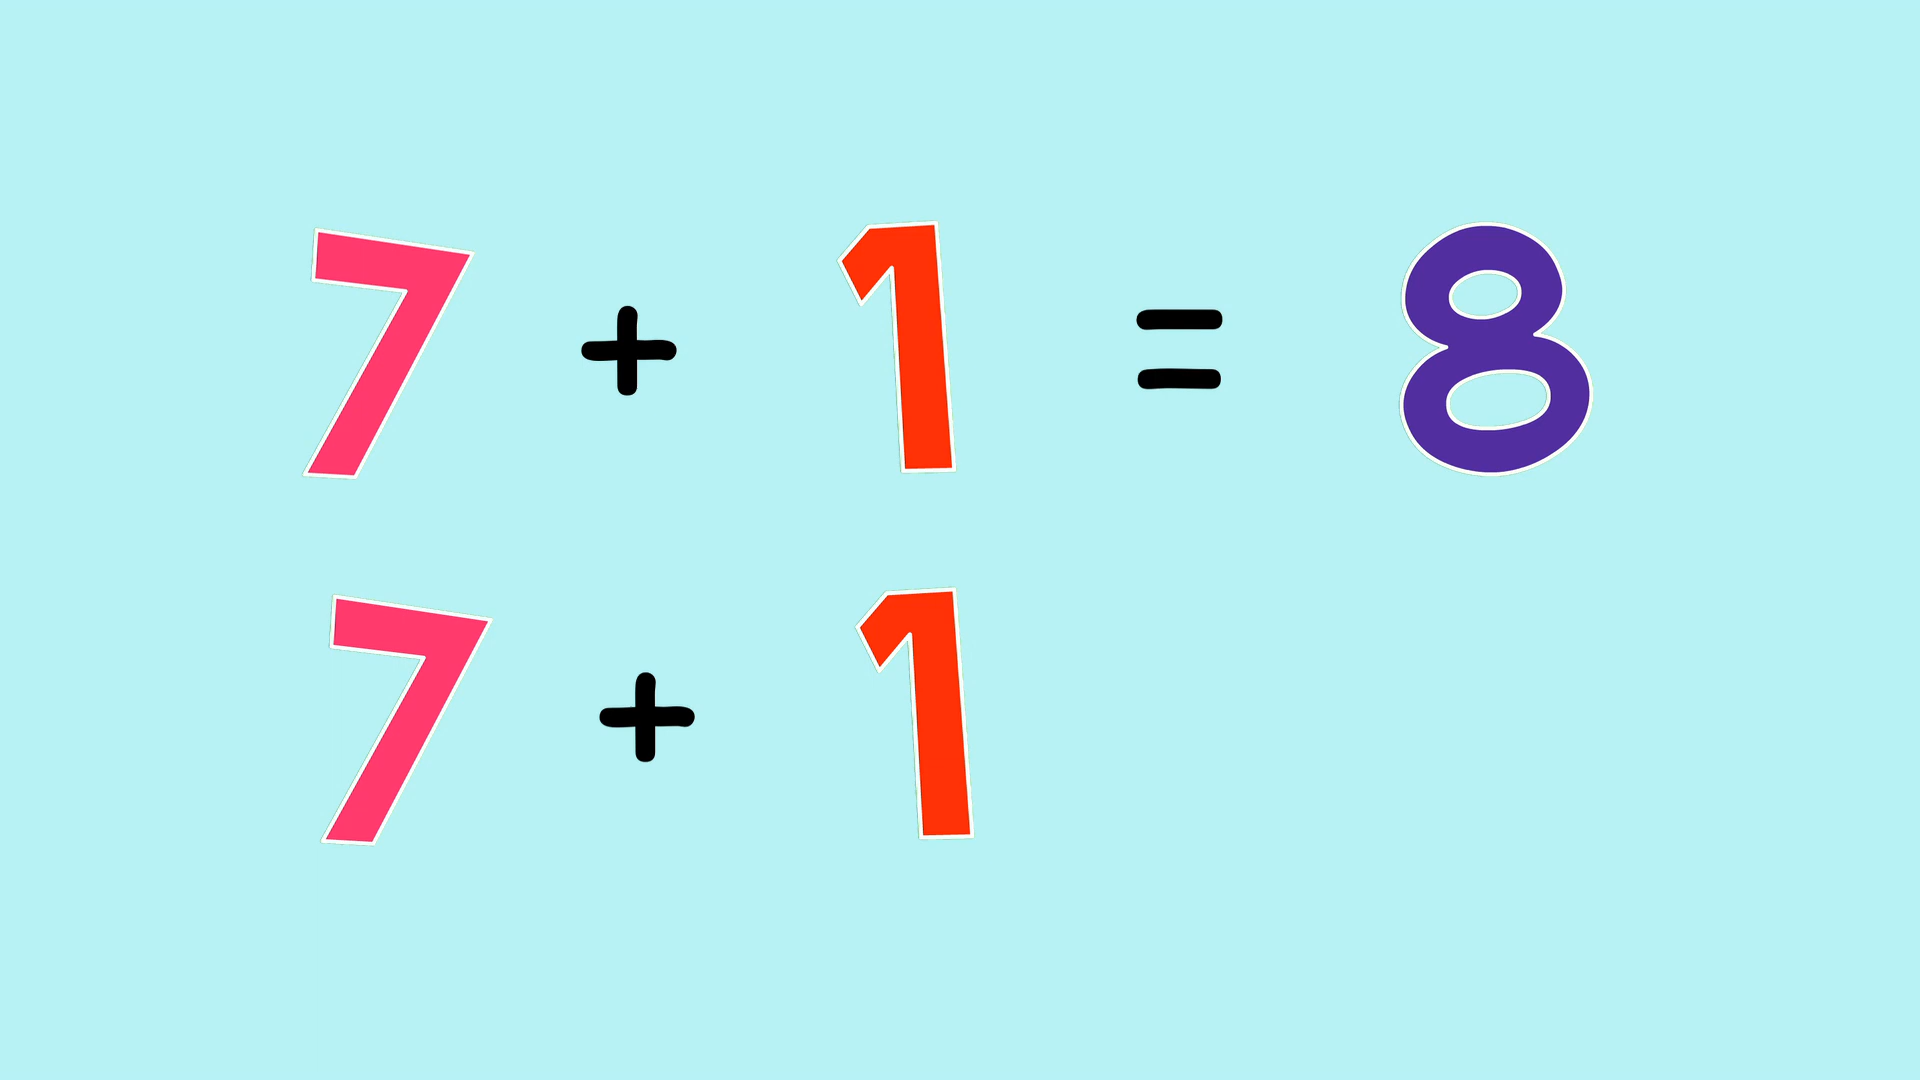 7 + 1 = 8
7 + 1